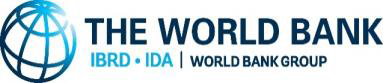 THE WORLD BANK
IBRD • IDA | WORLD BANK GROUP